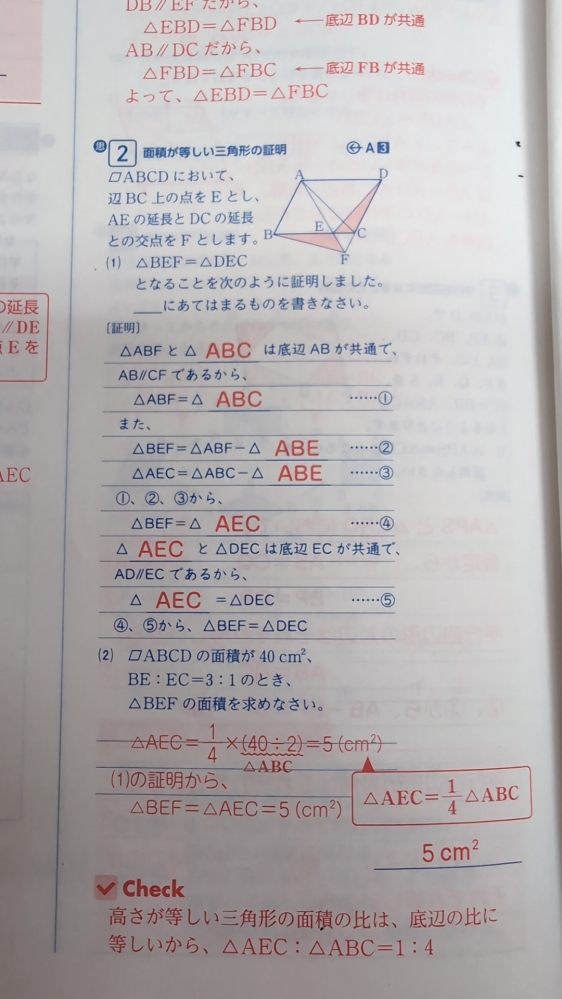 DB∥EF だから、
△EBD=△FBD ←底辺 BD が共通
AB∥DC だから、
△FBD=△FBC ←底辺 FB が共通
よって、△EBD=△FBC
思 2 面積が等しい三角形の証明 A 3
▱ABCD において、
辺 BC 上の点を E とし、
AE の延長と DC の延長
との交点を F とします。
A D
B E C
F
(1) △BEF=△DEC
となることを次のように証明しました。
___にあてはまるものを書きなさい。
〔証明〕
△ABF と △ ABC は底辺 AB が共通で、
AB∥CF であるから、
△ABF=△ ABC ……①
また、
△BEF=△ABF-△ ABE ……②
△AEC=△ABC-△ ABE ……③
①、②、③から、
△BEF=△ AEC ……④
△ AEC と △DEC は底辺 EC が共通で、
AD∥EC であるから、
△ AEC =△DEC ……⑤
④、⑤から、△BEF=△DEC
(2) ▱ABCD の面積が 40 cm²、
BE:EC=3:1のとき、
△BEF の面積を求めなさい。
△AEC=1/4×(40÷2)=5(cm²)
△ABC
(1)の証明から、
△BEF=△AEC=5(cm²)
△AEC=1/4△ABC
5 cm²
Check
高さが等しい三角形の面積の比は、底辺の比に
等しいから、△AEC:△ABC=1:4
の延長
∥DE
E を
AEC